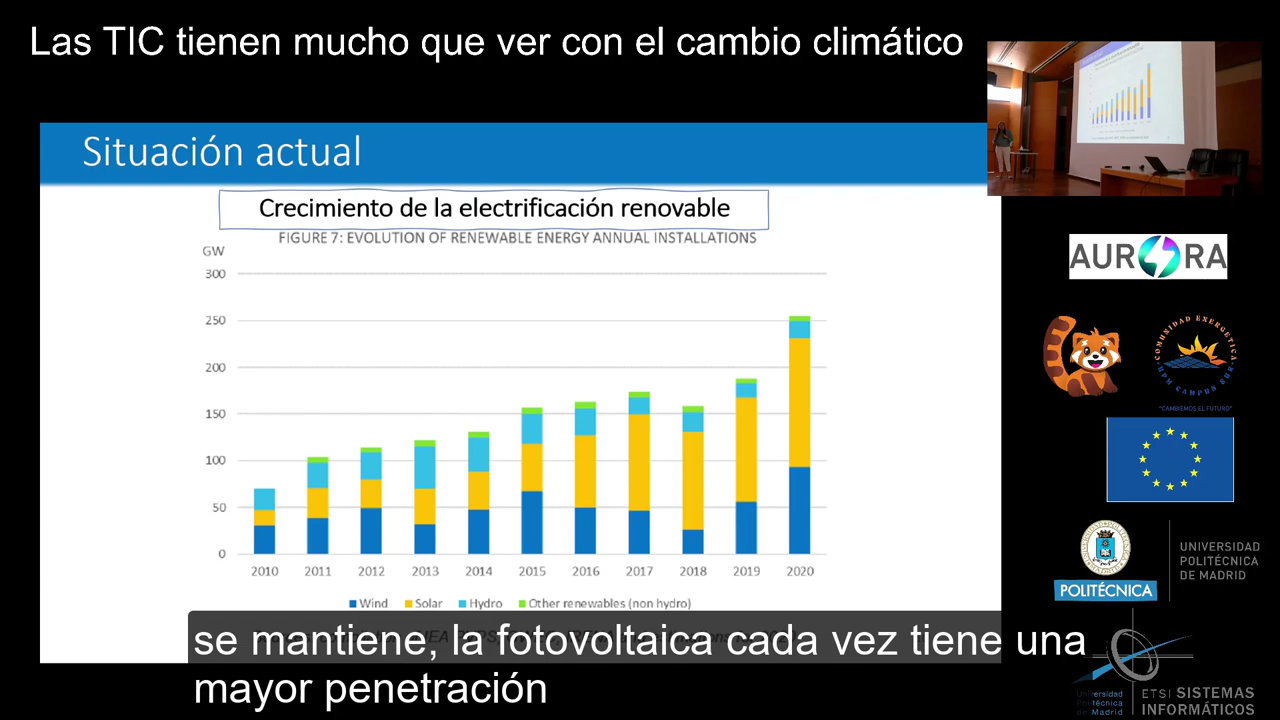 Las TIC tienen mucho que ver con el cambio climático
Situación actual
Crecimiento de la electrificación renovable
FIGURE 7: EVOLUTION OF RENEWABLE ENERGY ANNUAL INSTALLATIONS
GW
300
250
200
150
100
50
0
2010 2011 2012 2013 2014 2015 2016 2017 2018 2019 2020
Wind Solar Hydro Other renewables (non hydro)
se mantiene, la fotovoltaica cada vez tiene una
mayor penetración
AURORA
COMUNIDAD ENERGÉTICA
UPM CAMPUS SUR
"CAMBIEMOS EL FUTURO"
POLITÉCNICA
UNIVERSIDAD
POLITÉCNICA
DE MADRID
Universidad
Politécnica
de Madrid
ETSI SISTEMAS
INFORMÁTICOS